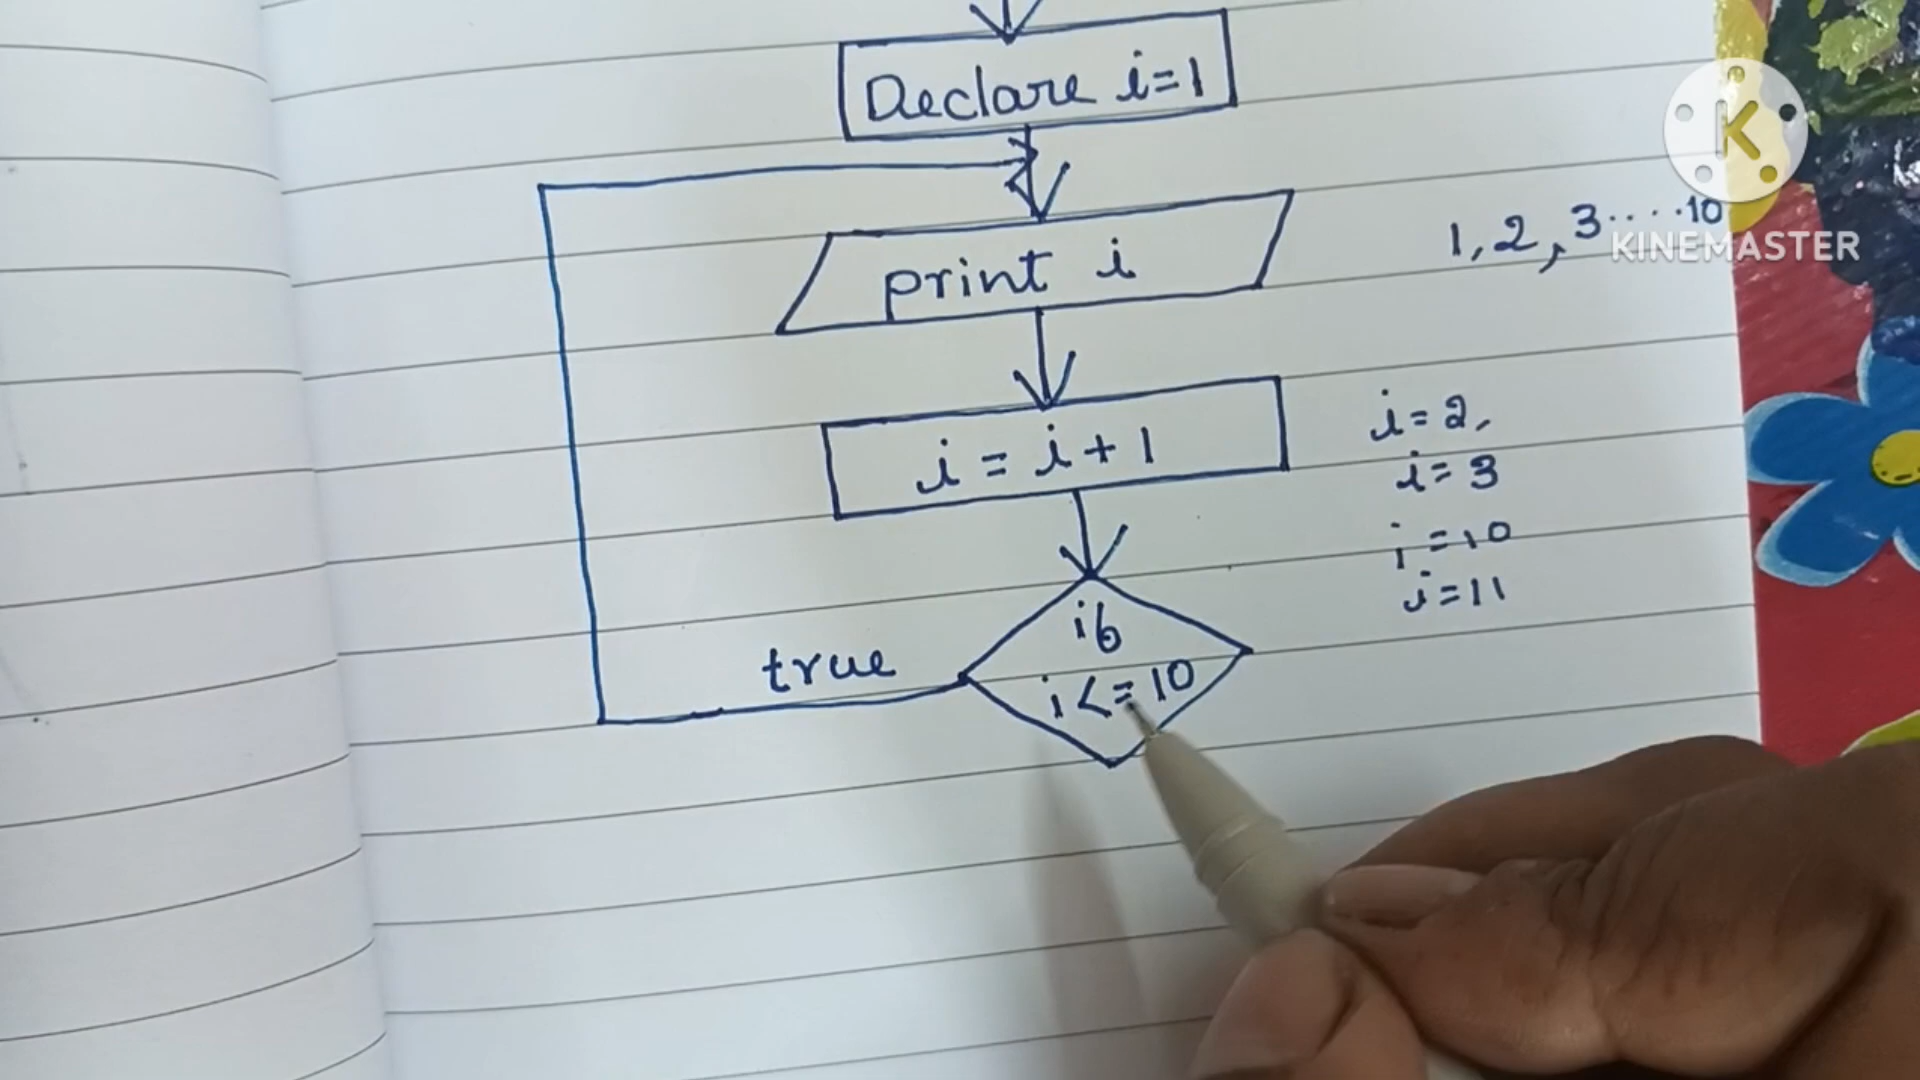 Declare i=1
print i
1, 2, 3....10
K
KINEMASTER
i = i + 1
i = 2,
i = 3
i = 10
i = 11
if
i <= 10
true